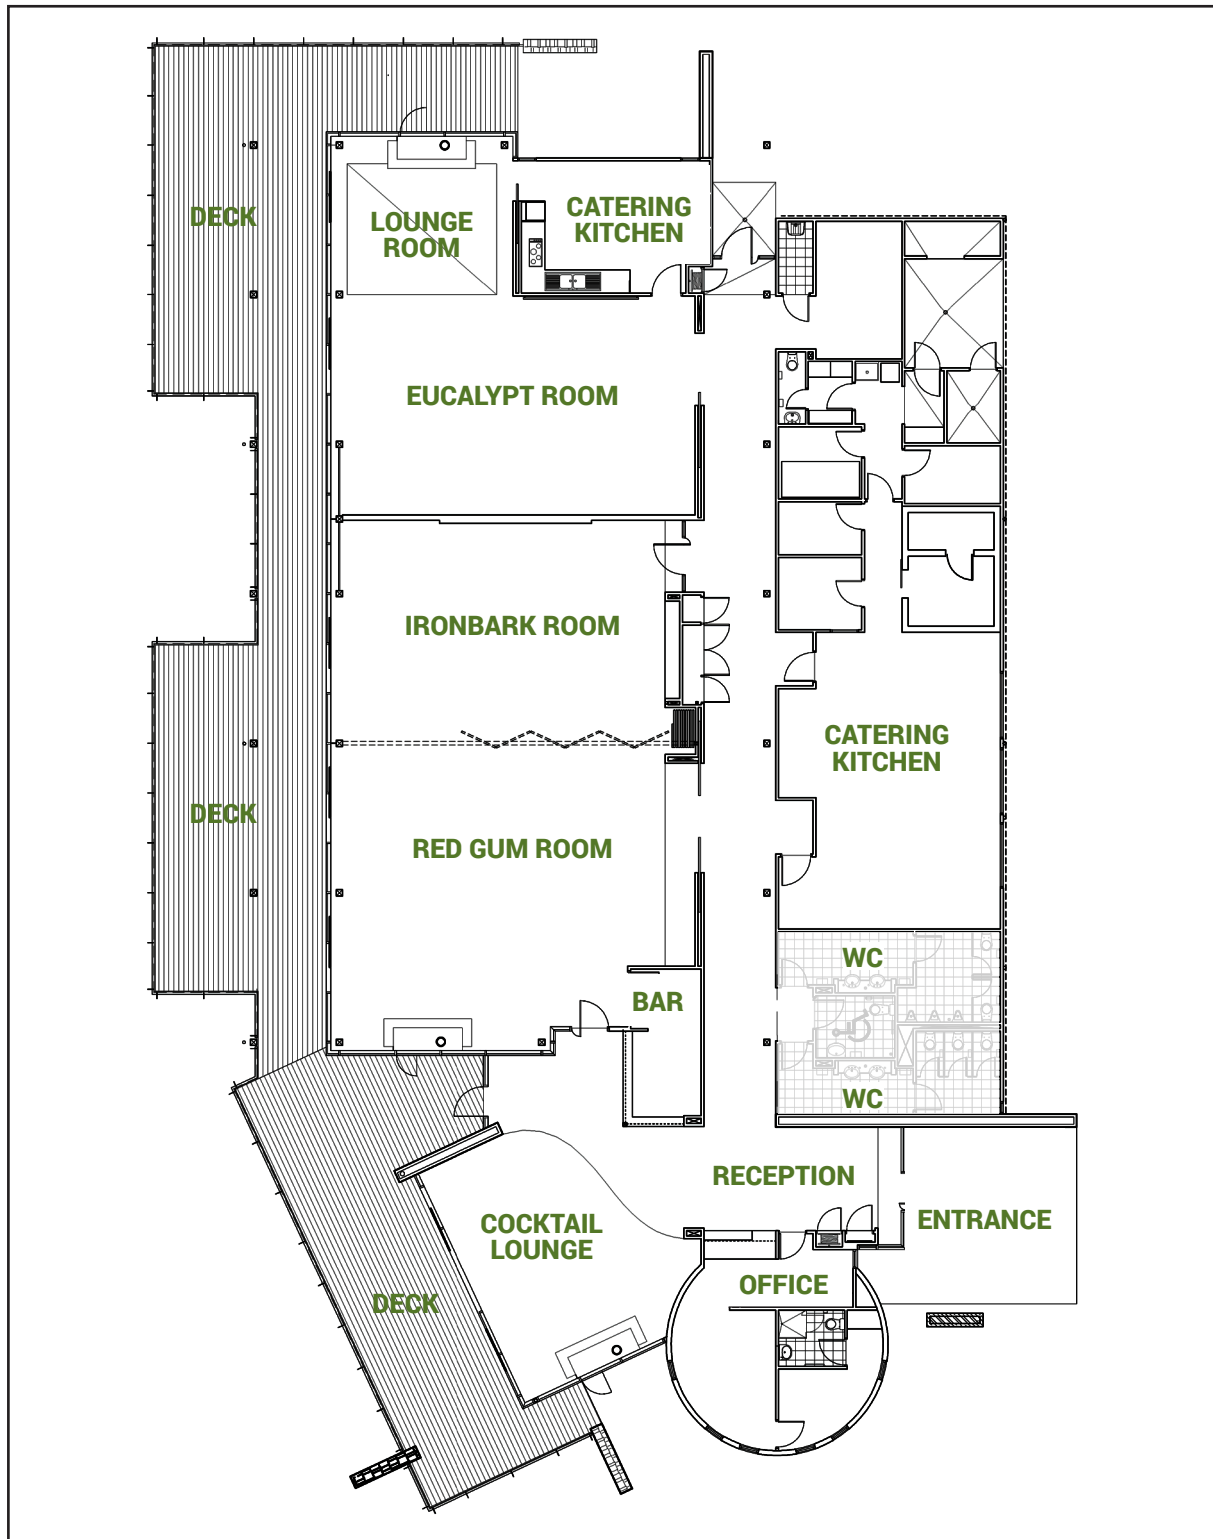 DECK
LOUNGE
ROOM
CATERING
KITCHEN
EUCALYPT ROOM
IRONBARK ROOM
CATERING
KITCHEN
DECK
RED GUM ROOM
WC
BAR
WC
RECEPTION
ENTRANCE
COCKTAIL
LOUNGE
OFFICE
DECK